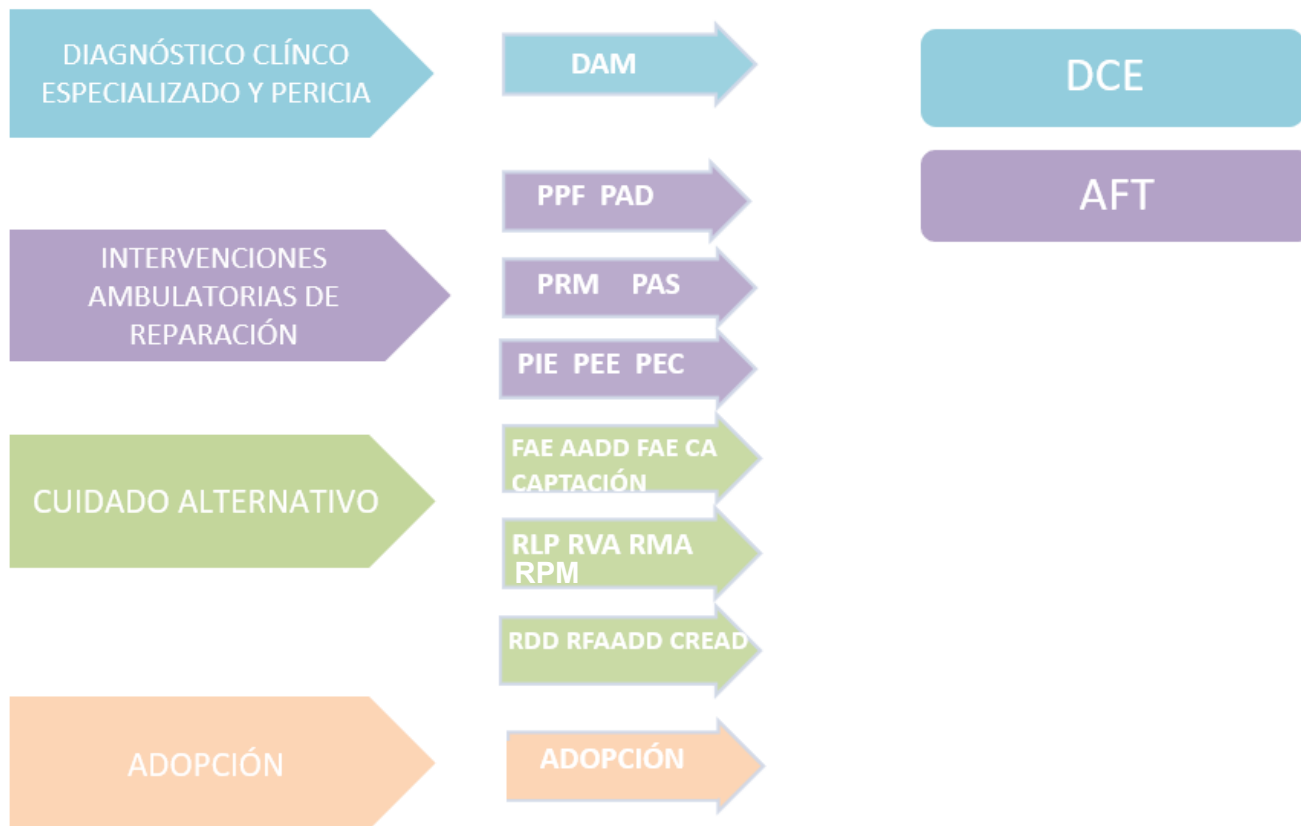 DIAGNÓSTICO CLÍNCO
ESPECIALIZADO Y PERICIA
DAM
DCE
PPF PAD
AFT
INTERVENCIONES
AMBULATORIAS DE
REPARACIÓN
PRM PAS
PIE PEE PEC
CUIDADO ALTERNATIVO
FAE AADD FAE CA
CAPTACIÓN
RLP RVA RMA
RPM
RDD RFAADD CREAD
ADOPCIÓN
ADOPCIÓN